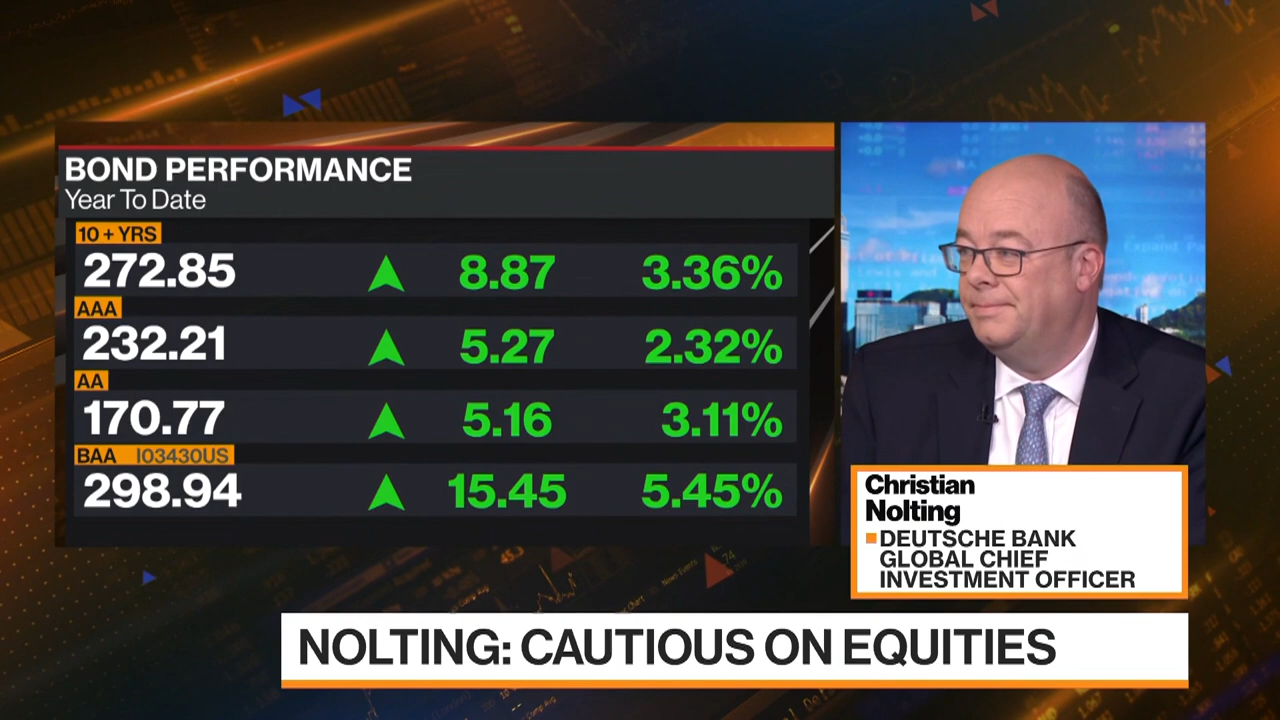 BOND PERFORMANCE
Year To Date
10 + YRS
272.85 8.87 3.36%
AAA
232.21 5.27 2.32%
AA
170.77 5.16 3.11%
BAA I03430US
298.94 15.45 5.45%
Christian
Nolting
DEUTSCHE BANK
GLOBAL CHIEF
INVESTMENT OFFICER
NOLTING: CAUTIOUS ON EQUITIES